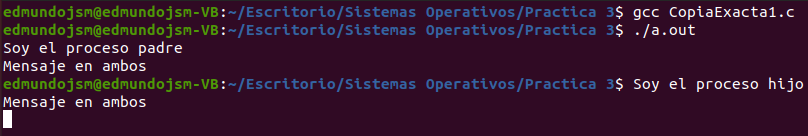 edmundojsm@edmundojsm-VB:~/Escritorio/Sistemas Operativos/Practica 3$ gcc CopiaExacta1.c
edmundojsm@edmundojsm-VB:~/Escritorio/Sistemas Operativos/Practica 3$ ./a.out
Soy el proceso padre
Mensaje en ambos
edmundojsm@edmundojsm-VB:~/Escritorio/Sistemas Operativos/Practica 3$ Soy el proceso hijo
Mensaje en ambos